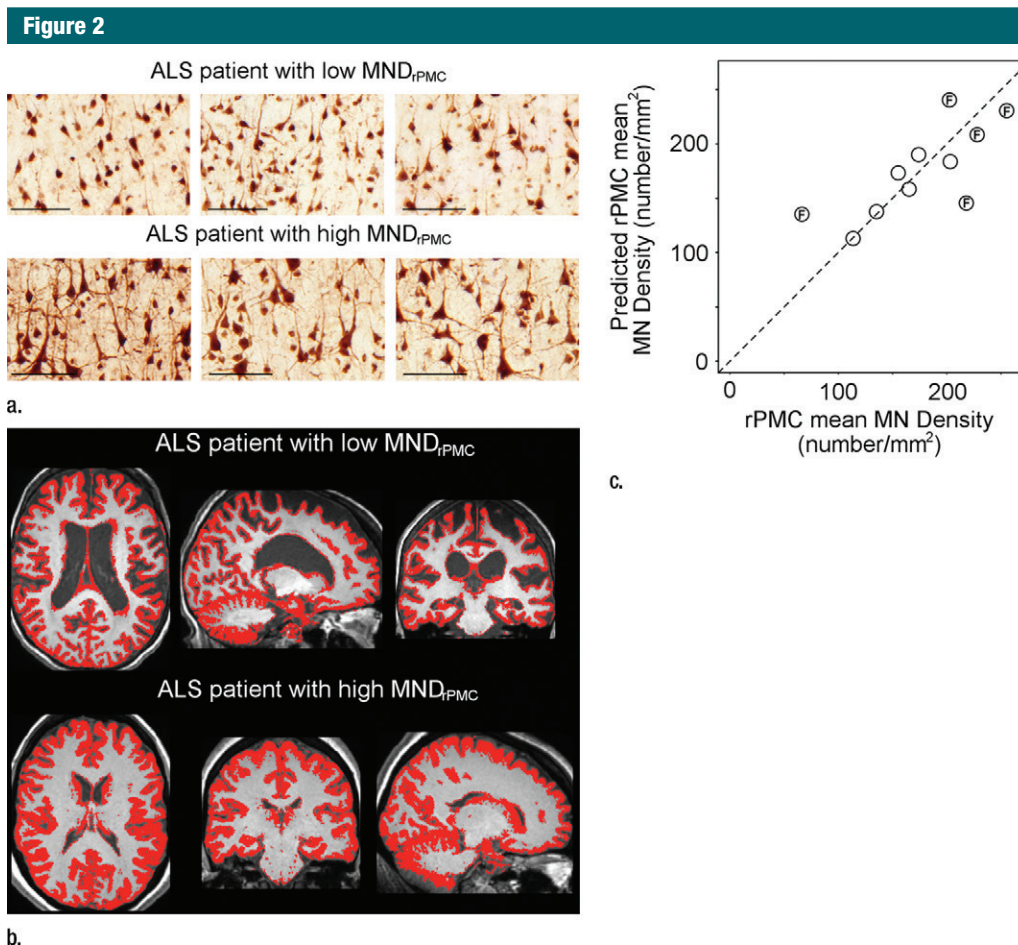 Figure 2
ALS patient with low MNDrPMC
ALS patient with high MNDrPMC
a.
ALS patient with low MNDrPMC
ALS patient with high MNDrPMC
b.
Predicted rPMC mean
MN Density (number/mm²)
200
100
0
F
F
F
F
F
0
100
200
rPMC mean MN Density
(number/mm²)
c.